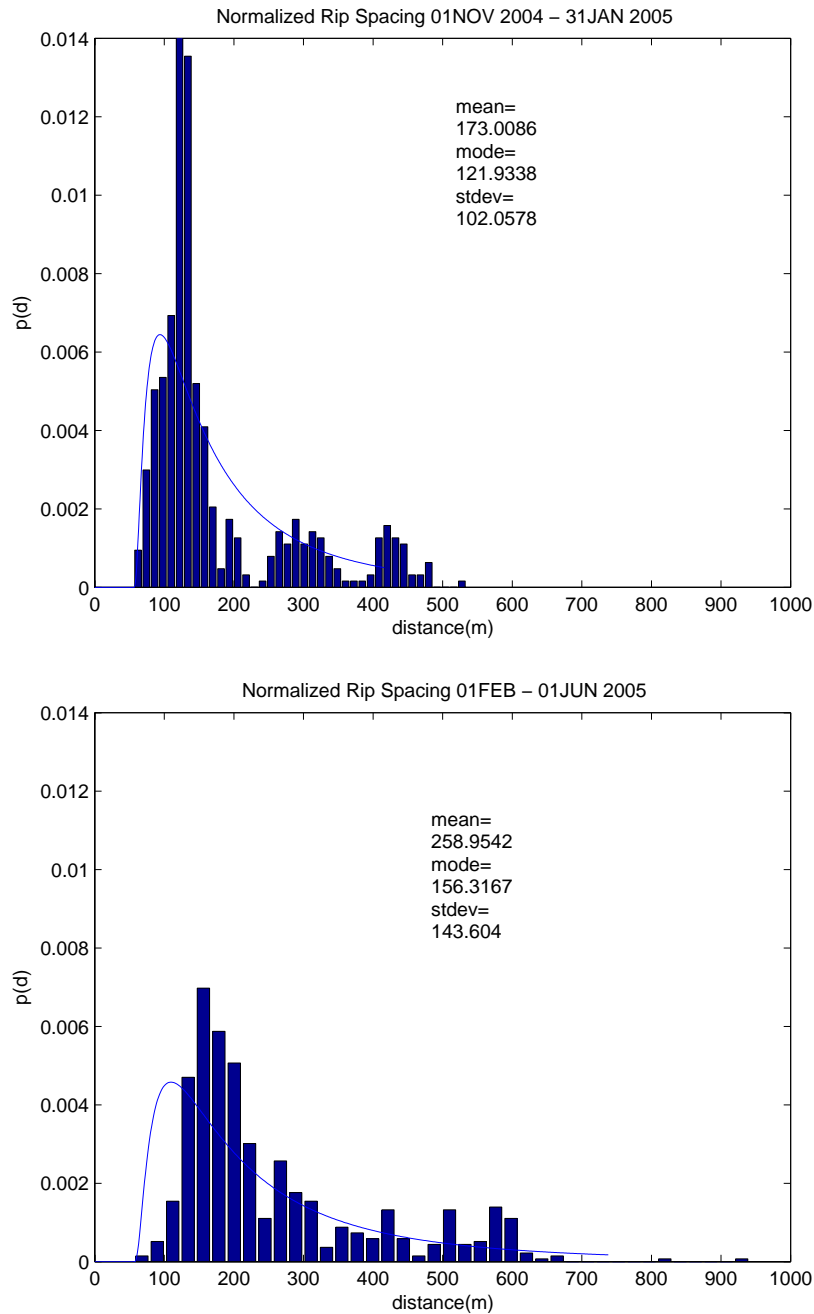 Normalized Rip Spacing 01NOV 2004 – 31JAN 2005
0.014
0.012
0.01
0.008
0.006
0.004
0.002
0
p(d)
mean=
173.0086
mode=
121.9338
stdev=
102.0578
0 100 200 300 400 500 600 700 800 900 1000
distance(m)
Normalized Rip Spacing 01FEB – 01JUN 2005
0.014
0.012
0.01
0.008
0.006
0.004
0.002
0
p(d)
mean=
258.9542
mode=
156.3167
stdev=
143.604
0 100 200 300 400 500 600 700 800 900 1000
distance(m)